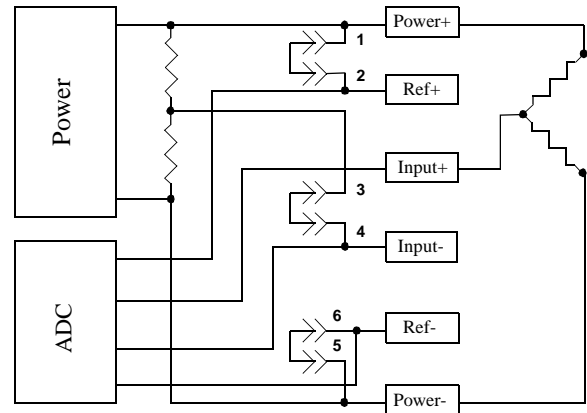 Power
ADC
Power+
1
2
Ref+
Input+
3
4
Input-
6
Ref-
5
Power-